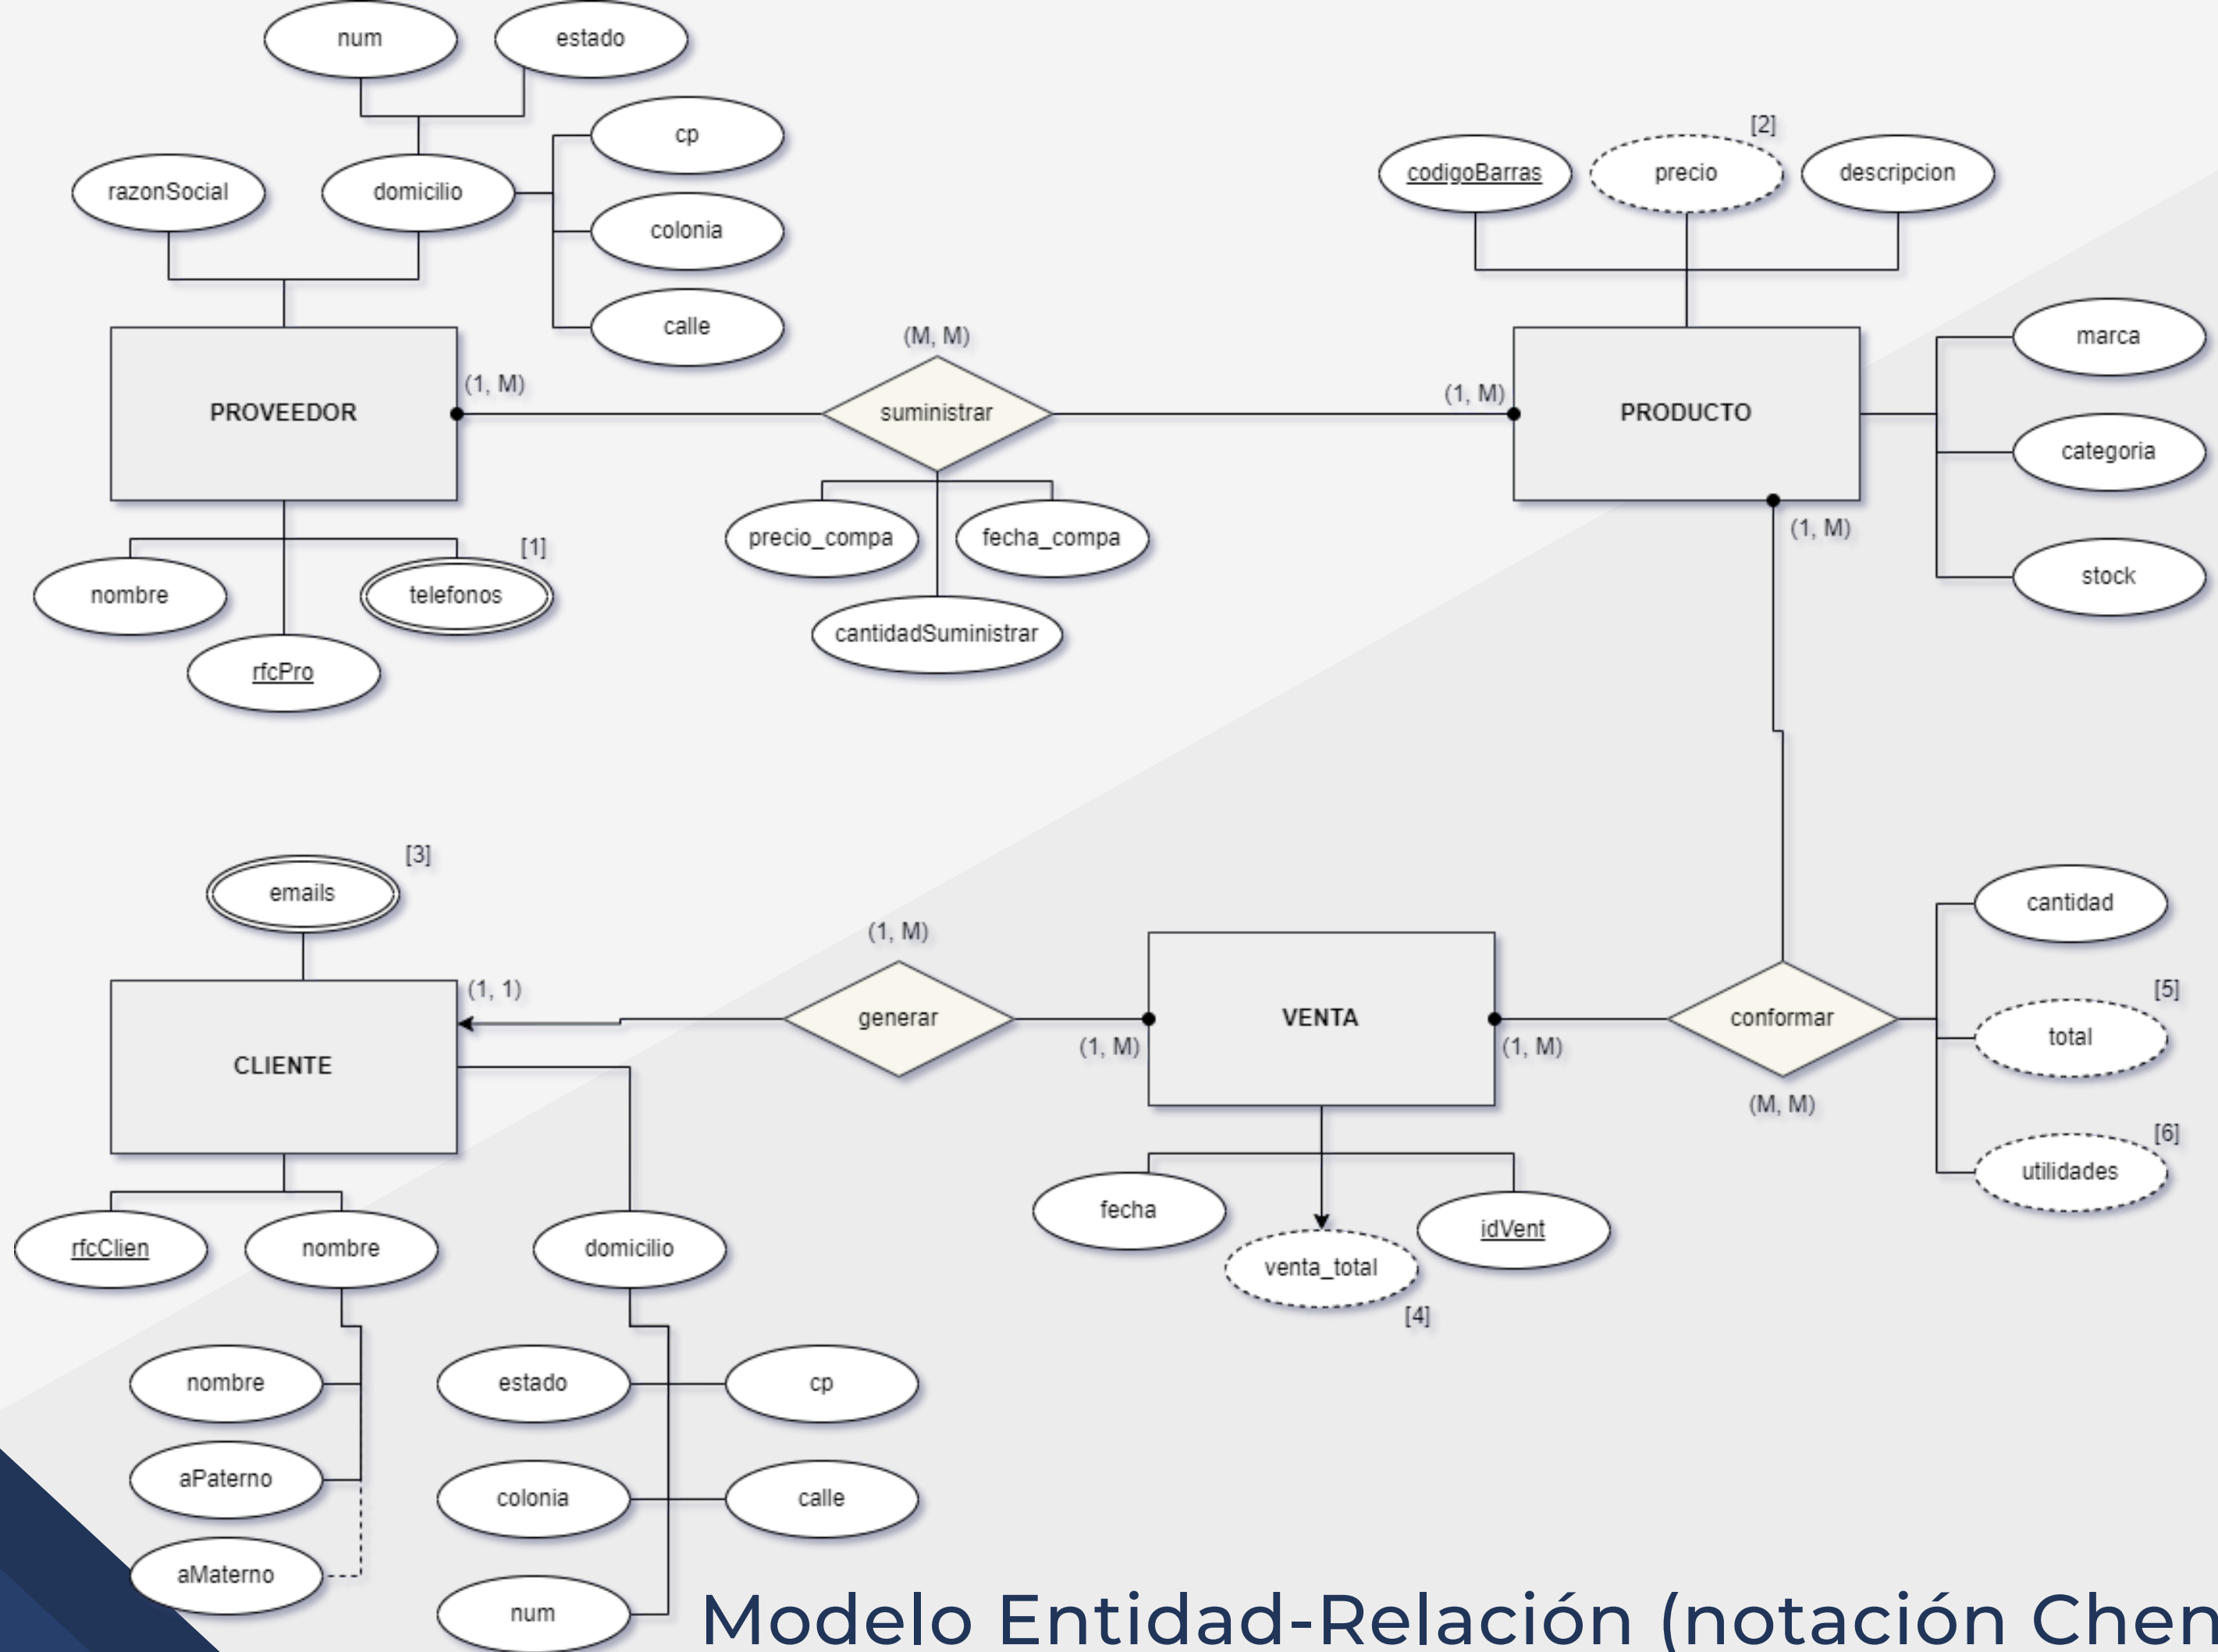 num
estado
cp
razonSocial
domicilio
colonia
calle
[2]
codigoBarras
precio
descripcion
marca
categoria
stock
PROVEEDOR
(1, M)
(M, M)
suministrar
(1, M)
PRODUCTO
(1, M)
nombre
[1]
telefonos
rfcPro
precio_compa
fecha_compa
cantidadSuministrar
[3]
emails
(1, M)
cantidad
(1, 1)
CLIENTE
generar
(1, M)
VENTA
(1, M)
conformar
(M, M)
[5]
total
[6]
utilidades
rfcClien
nombre
domicilio
fecha
venta_total
[4]
idVent
nombre
aPaterno
aMaterno
estado
cp
colonia
calle
num
Modelo Entidad-Relación (notación Chen